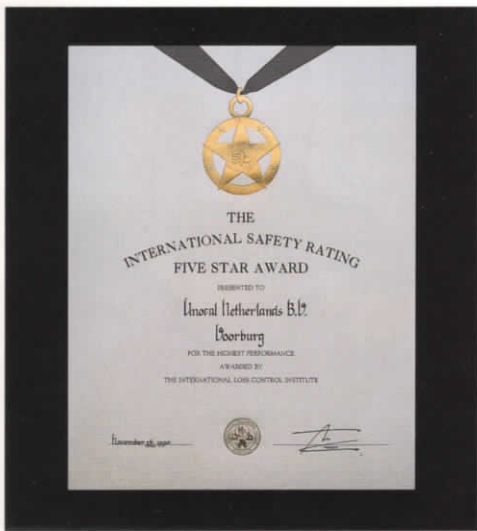 THE
INTERNATIONAL SAFETY RATING
FIVE STAR AWARD
PRESENTED TO
Unocal Netherlands B.V.
Voorburg
FOR THE HIGHEST PERFORMANCE
AWARDED BY
THE INTERNATIONAL LOSS CONTROL INSTITUTE
November